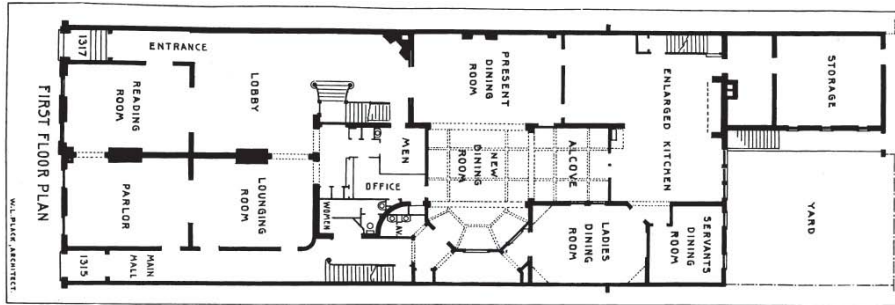 1317
ENTRANCE
READING
ROOM
LOBBY
PRESENT
DINING
ROOM
ENLARGED KITCHEN
STORAGE
MEN
NEW
DINING
ROOM
ALCOVE
OFFICE
PARLOR
LOUNGING
ROOM
WOMEN
LAV.
LADIES
DINING
ROOM
SERVANTS
DINING
ROOM
YARD
1315
MAIN
HALL
FIRST FLOOR PLAN
W.L. PLACK, ARCHITECT.